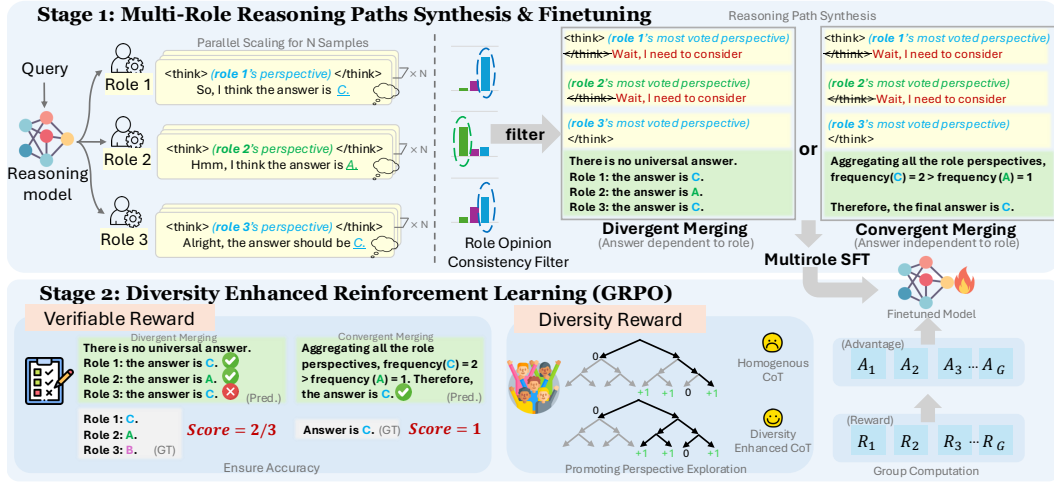 Stage 1: Multi-Role Reasoning Paths Synthesis & Finetuning
Reasoning Path Synthesis
Query
Reasoning
model
Role 1
Role 2
Role 3
Parallel Scaling for N Samples
<think> (role 1's perspective) </think>
So, I think the answer is C.
× N
<think> (role 2's perspective) </think>
Hmm, I think the answer is A.
× N
<think> (role 3's perspective) </think>
Alright, the answer should be C.
× N
Role Opinion
Consistency Filter
filter
<think> (role 1's most voted perspective)
</think>Wait, I need to consider
(role 2's most voted perspective)
</think>Wait, I need to consider
(role 3's most voted perspective)
</think>
There is no universal answer.
Role 1: the answer is C.
Role 2: the answer is A.
Role 3: the answer is C.
Divergent Merging
(Answer dependent to role)
or
<think> (role 1's most voted perspective)
</think>Wait, I need to consider
(role 2's most voted perspective)
</think>Wait, I need to consider
(role 3's most voted perspective)
</think>
Aggregating all the role perspectives,
frequency(C) = 2 > frequency (A) = 1
Therefore, the final answer is C.
Convergent Merging
(Answer independent to role)
Multirole SFT
Finetuned Model
Stage 2: Diversity Enhanced Reinforcement Learning (GRPO)
Verifiable Reward
Divergent Merging
There is no universal answer.
Role 1: the answer is C.
Role 2: the answer is A.
Role 3: the answer is C.
(Pred.)
Role 1: C.
Role 2: A.
Role 3: B. (GT)
Score = 2/3
Convergent Merging
Aggregating all the role
perspectives, frequency(C) = 2
> frequency (A) = 1. Therefore,
the answer is C.
(Pred.)
Answer is C. (GT)
Score = 1
Ensure Accuracy
Diversity Reward
0
+1 +1 0 +1
Homogenous
CoT
0
+1 +1 0 +1
Diversity
Enhanced CoT
Promoting Perspective Exploration
(Advantage)
A1 A2 A3 ... AG
(Reward)
R1 R2 R3 ... RG
Group Computation